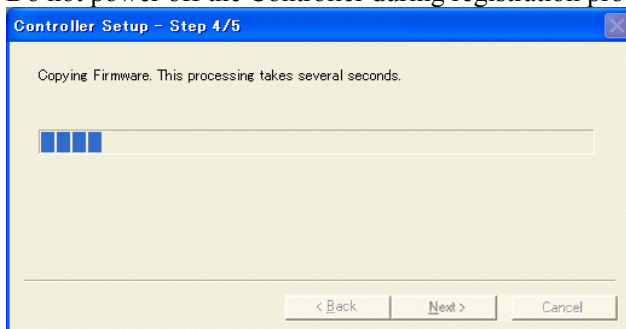 Do not power off the Controller during registration pro
Controller Setup - Step 4/5
Copying Firmware. This processing takes several seconds.
< Back
Next >
Cancel